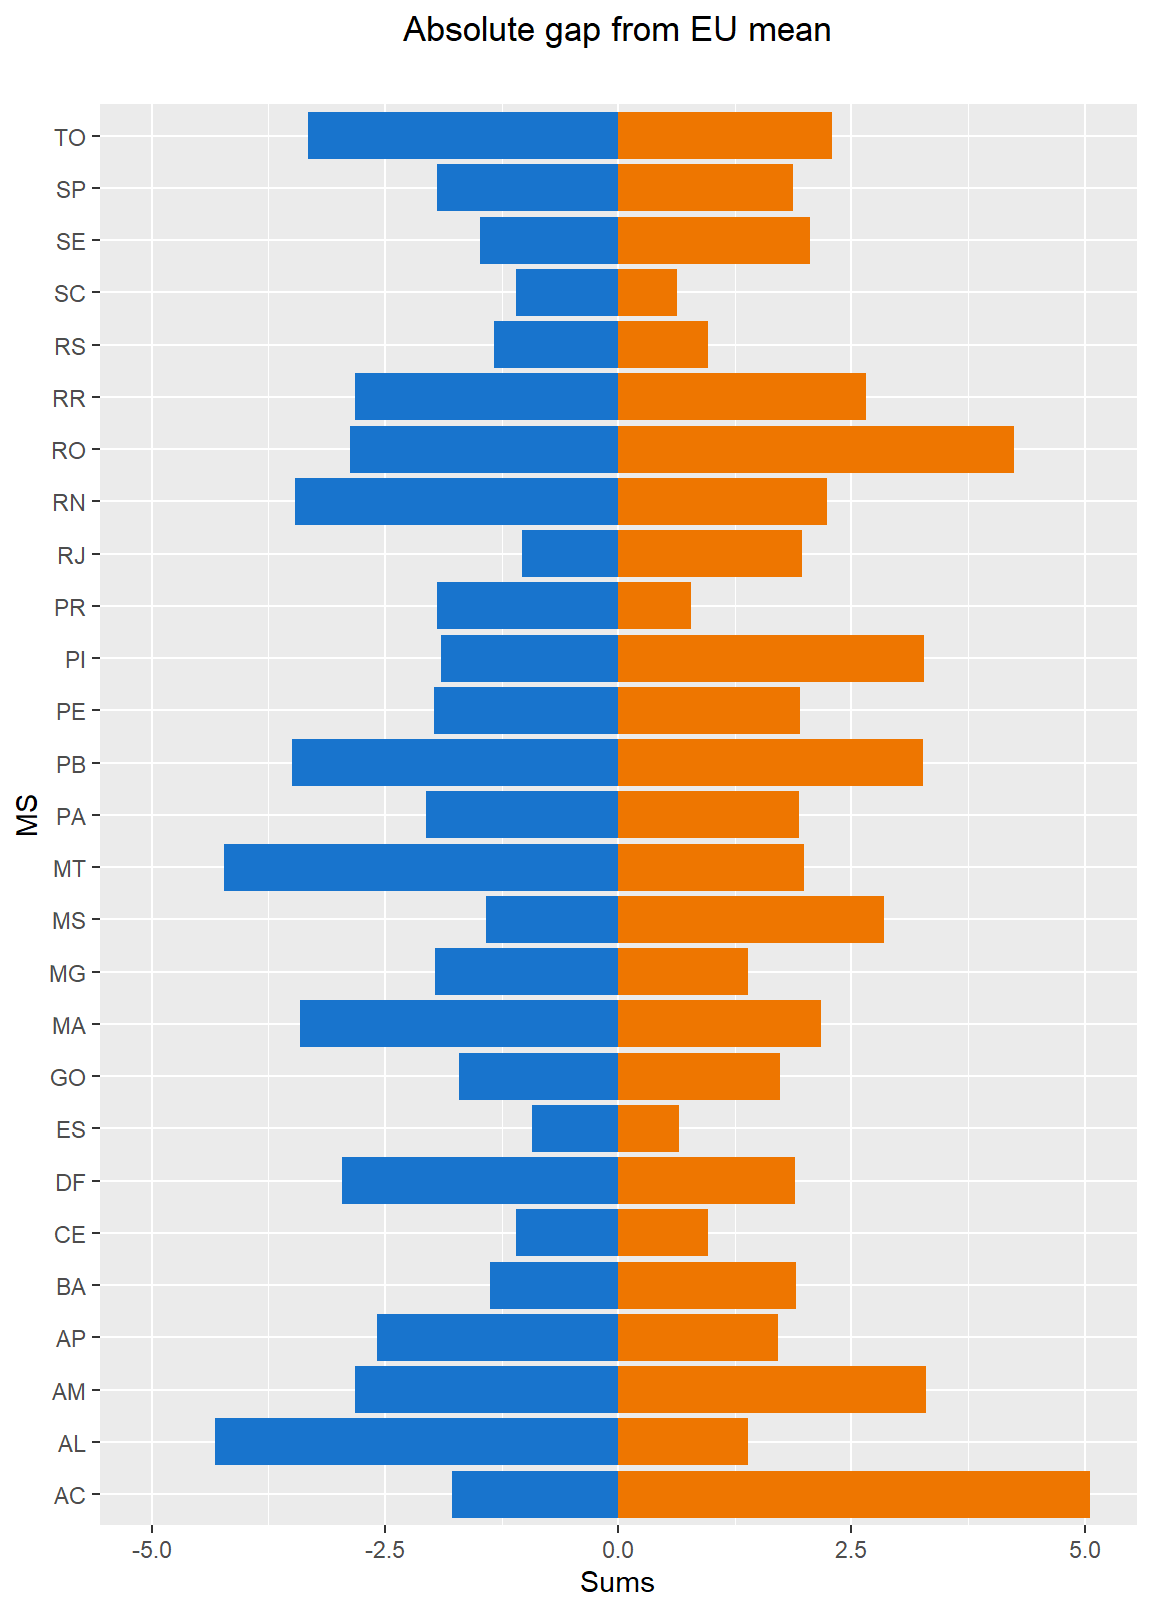 Absolute gap from EU mean
TO
SP
SE
SC
RS
RR
RO
RN
RJ
PR
PI
PE
PB
PA
MT
MS
MG
MA
GO
ES
DF
CE
BA
AP
AM
AL
AC
MS
-5.0 -2.5 0.0 2.5 5.0
Sums